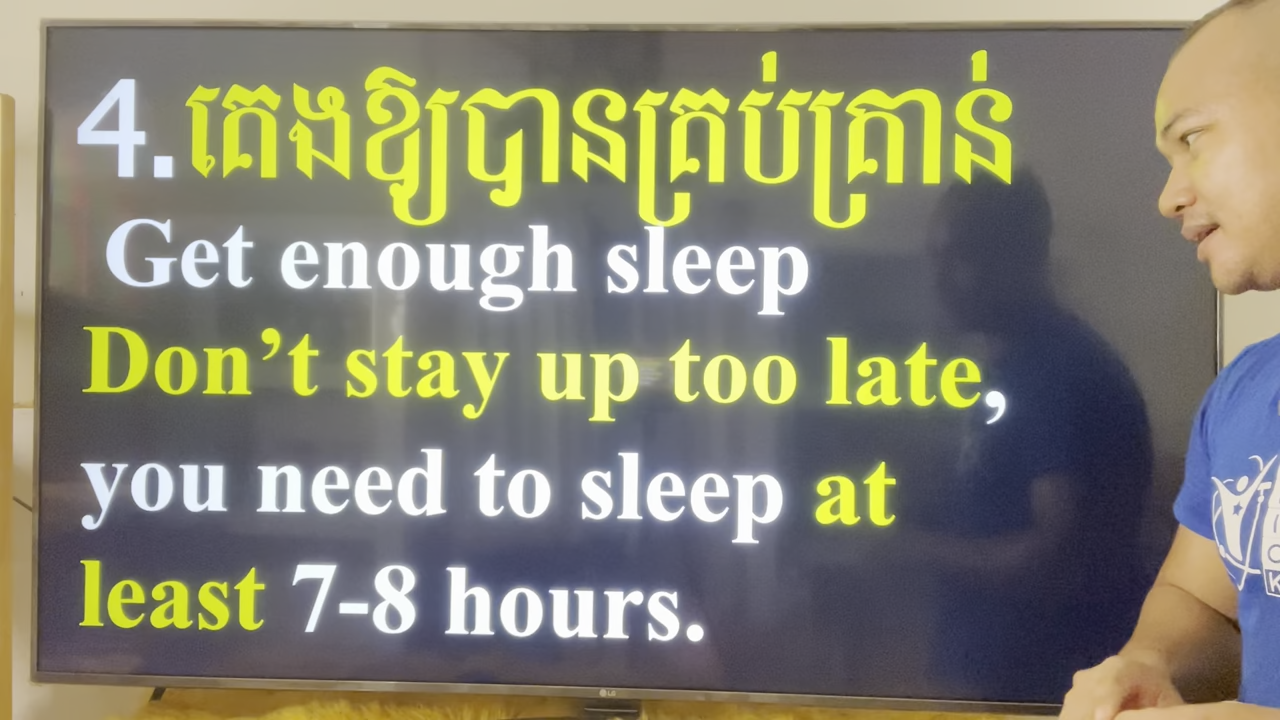 4.គេងឱ្យបានគ្រប់គ្រាន់
Get enough sleep
Don’t stay up too late,
you need to sleep at
least 7-8 hours.
LG